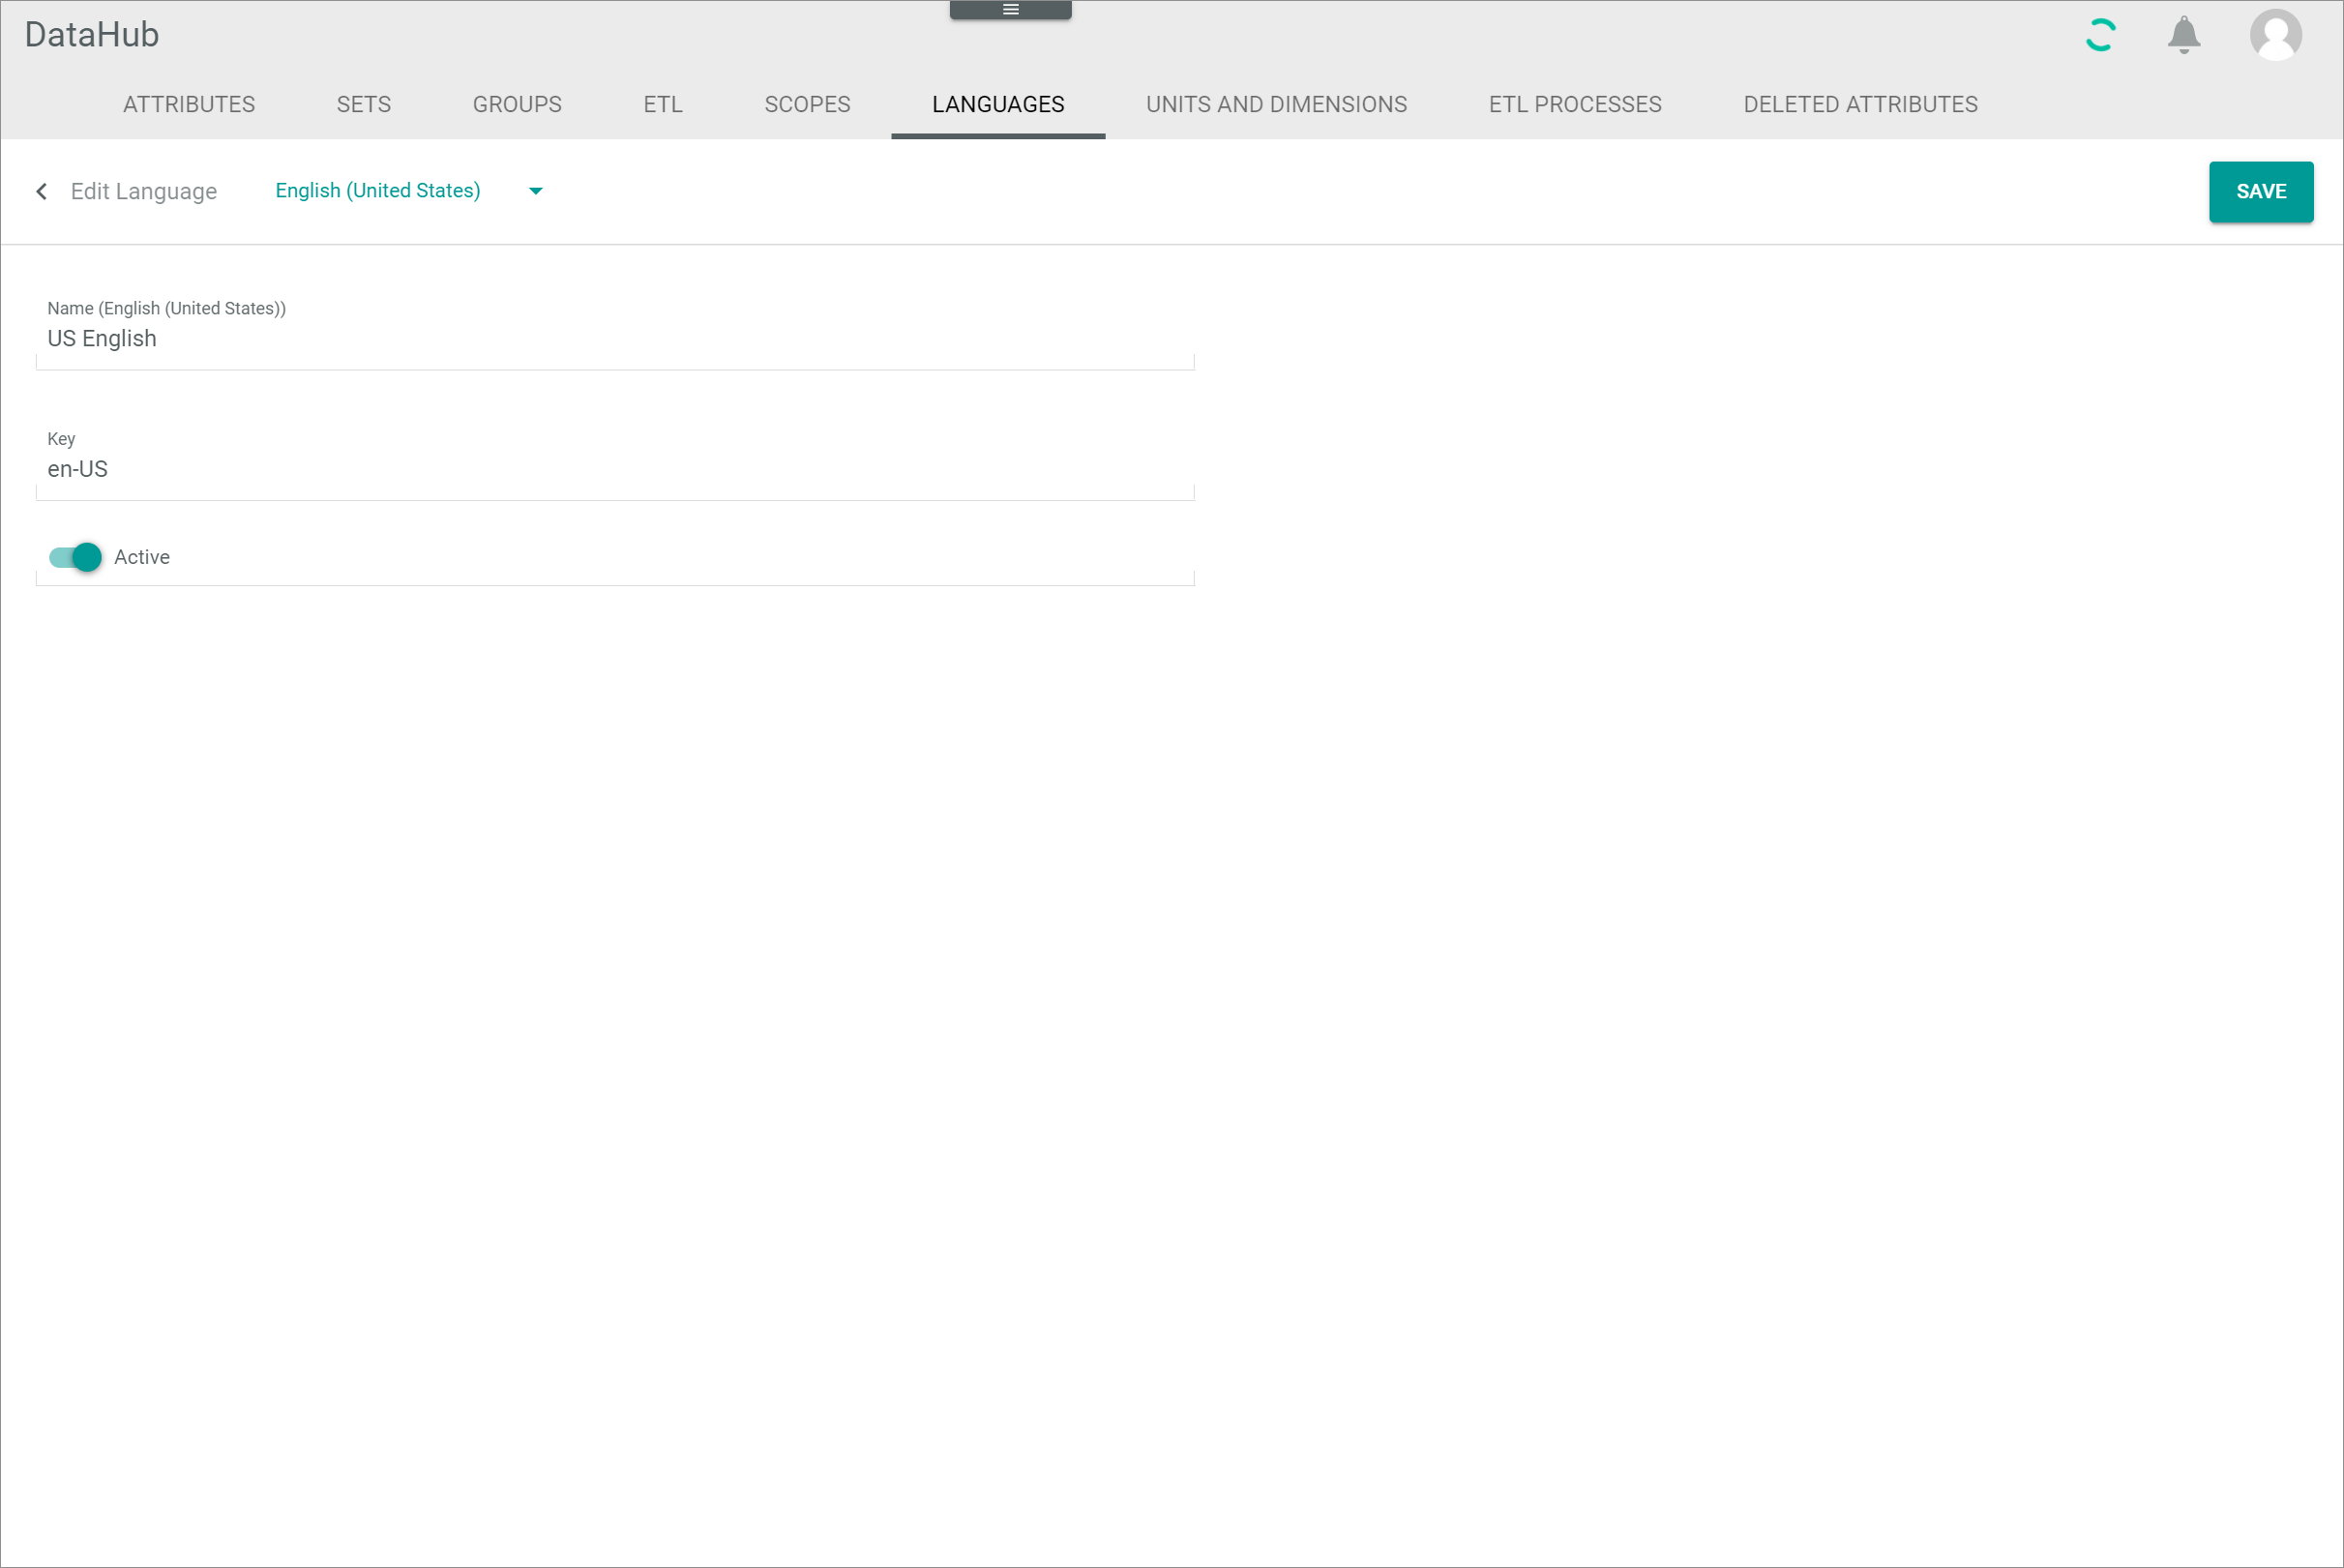 DataHub
ATTRIBUTES SETS GROUPS ETL SCOPES LANGUAGES UNITS AND DIMENSIONS ETL PROCESSES DELETED ATTRIBUTES
Edit Language English (United States) SAVE
Name (English (United States))
US English
Key
en-US
Active